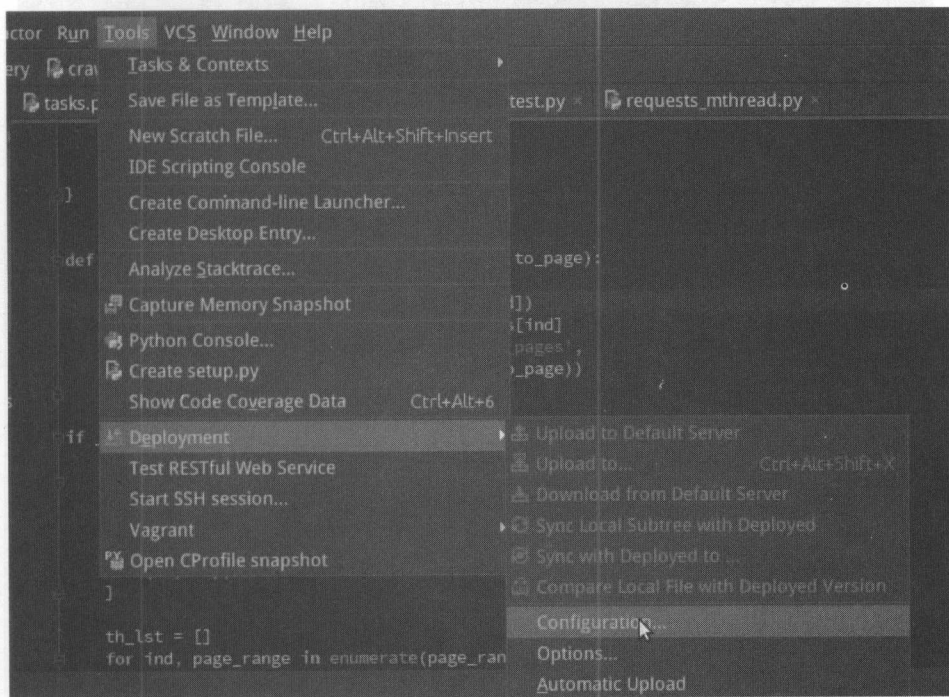 ctor Run Tools VCS Window Help
ery craw
Tasks & Contexts
tasks.p
Save File as Template...
test.py × requests_mthread.py ×
New Scratch File... Ctrl+Alt+Shift+Insert
IDE Scripting Console
}
Create Command-line Launcher...
Create Desktop Entry...
def to_page):
Analyze Stacktrace...
Capture Memory Snapshot
d])
s[ind]
Python Console...
_pages',
Create setup.py
o_page))
Show Code Coverage Data Ctrl+Alt+6
s
if _
Deployment
Upload to Default Server
Test RESTful Web Service
Upload to... Ctrl+Alt+Shift+X
Start SSH session...
Download from Default Server
Vagrant
Sync Local Subtree with Deployed
Open CProfile snapshot
Sync with Deployed to ...
Compare Local File with Deployed Version
]
Configuration...
th_lst = []
for ind, page_range in enumerate(page_ran
Options...
Automatic Upload